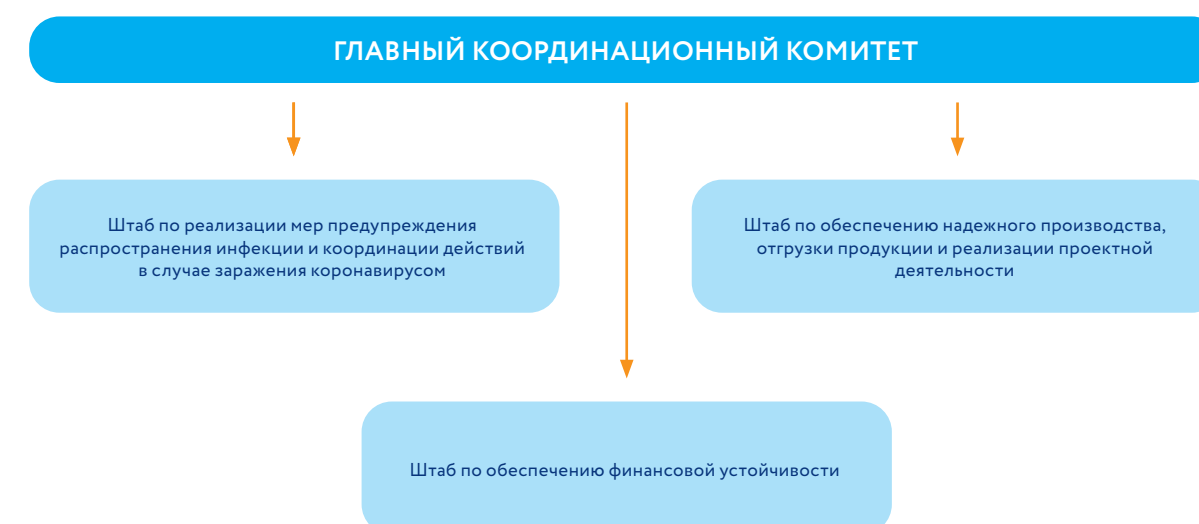 ГЛАВНЫЙ КООРДИНАЦИОННЫЙ КОМИТЕТ
Штаб по реализации мер предупреждения
распространения инфекции и координации действий
в случае заражения коронавирусом
Штаб по обеспечению надежного производства,
отгрузки продукции и реализации проектной
деятельности
Штаб по обеспечению финансовой устойчивости